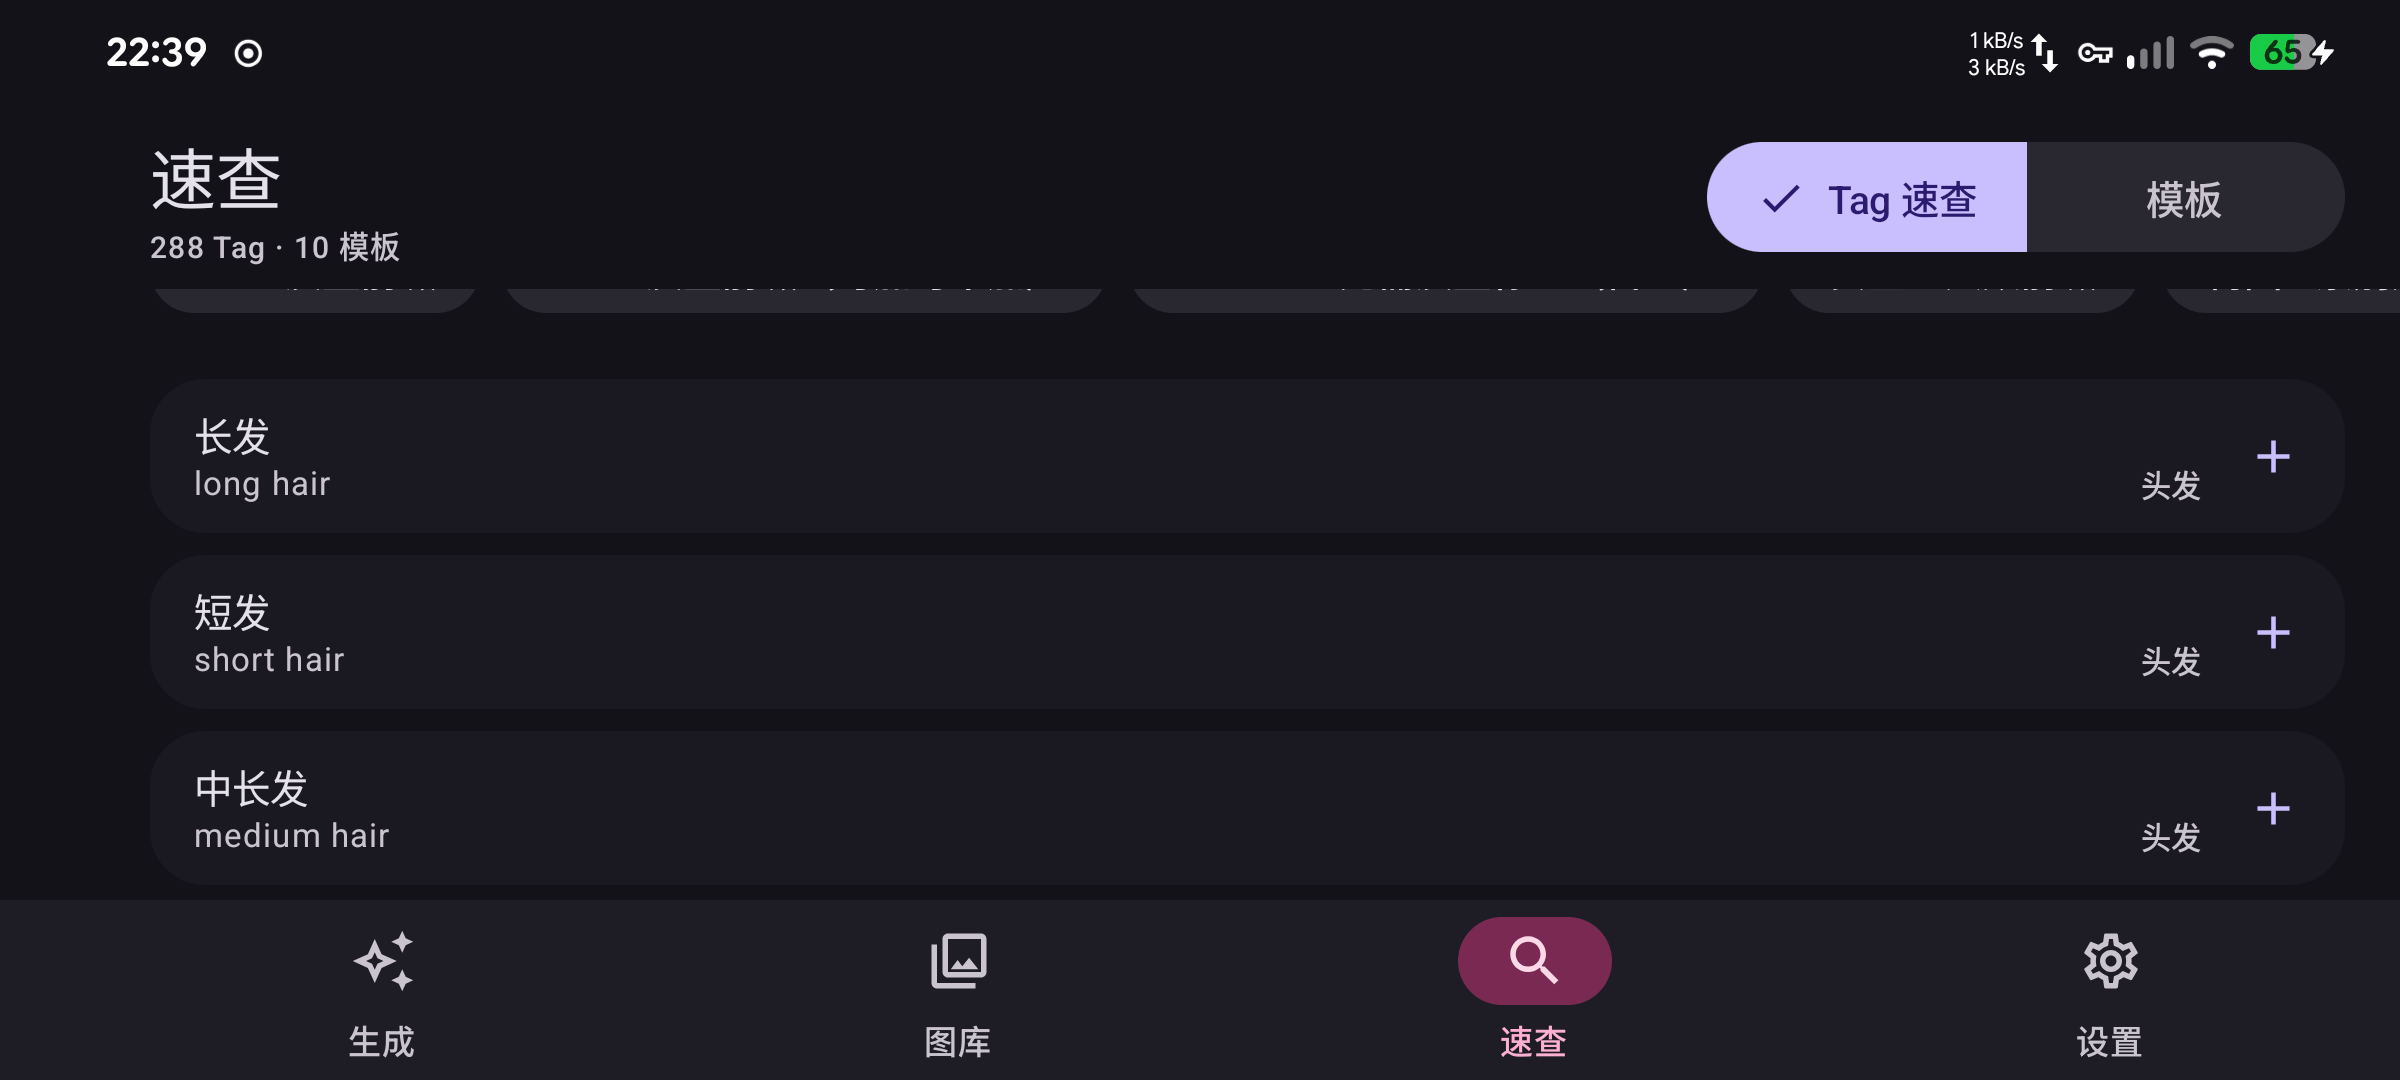 22:39
1 kB/s
3 kB/s
65
速查
288 Tag · 10 模板
Tag 速查
模板
长发
long hair
头发
短发
short hair
头发
中长发
medium hair
头发
生成
图库
速查
设置